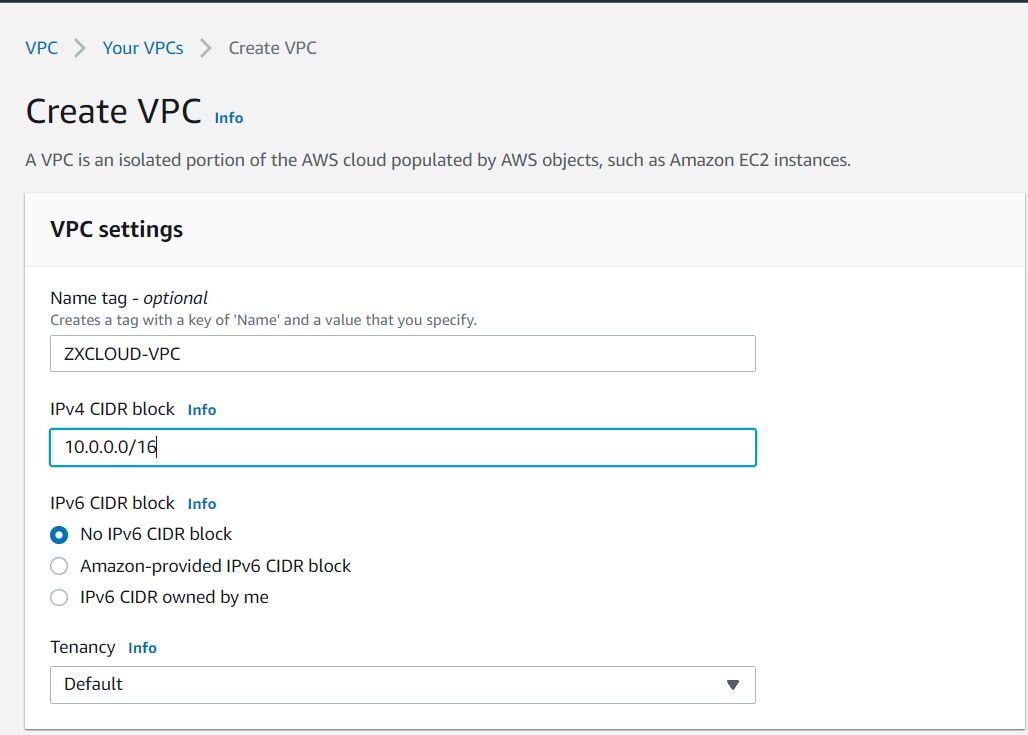 VPC > Your VPCs > Create VPC
Create VPC Info
A VPC is an isolated portion of the AWS cloud populated by AWS objects, such as Amazon EC2 instances.
VPC settings
Name tag - optional
Creates a tag with a key of 'Name' and a value that you specify.
ZXCLOUD-VPC
IPv4 CIDR block Info
10.0.0.0/16
IPv6 CIDR block Info
No IPv6 CIDR block
Amazon-provided IPv6 CIDR block
IPv6 CIDR owned by me
Tenancy Info
Default